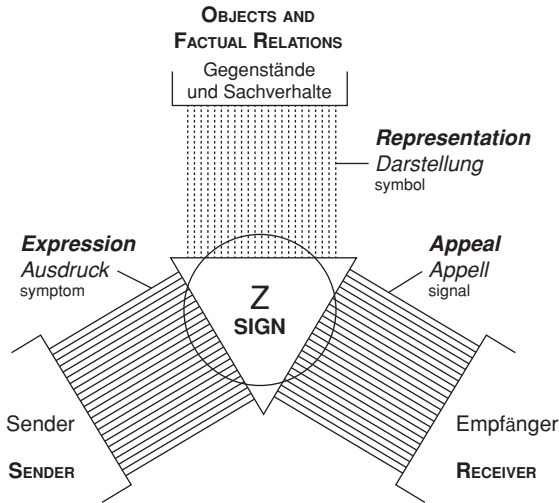 OBJECTS AND
FACTUAL RELATIONS
Gegenstände
und Sachverhalte
Representation
Darstellung
symbol
Expression
Ausdruck
symptom
Appeal
Appell
signal
Z
SIGN
Sender
SENDER
Empfänger
RECEIVER